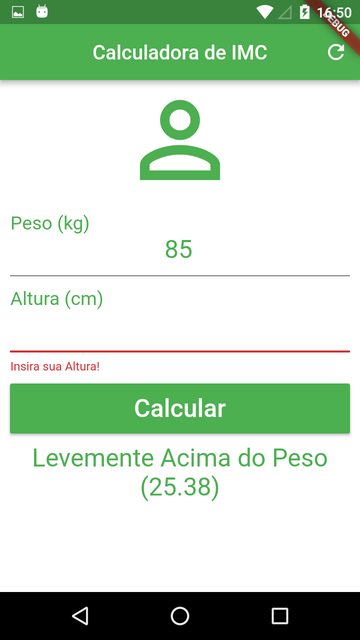 16:50
DEBUG
Calculadora de IMC
Peso (kg)
85
Altura (cm)
Insira sua Altura!
Calcular
Levemente Acima do Peso
(25.38)